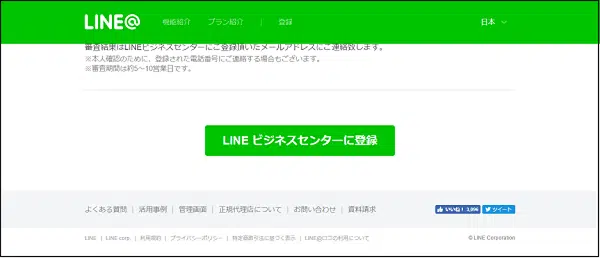 LINE@ 機能紹介 プラン紹介 | 登録 日本
審査結果はLINEビジネスセンターにご登録頂いたメールアドレスにご連絡致します。
※本人確認のために、登録された電話番号にご連絡する場合もございます。
※審査期間は約5～10営業日です。
LINE ビジネスセンターに登録
よくある質問 | 活用事例 | 管理画面 | 正規代理店について | お問い合わせ | 資料請求
いいね! 3,896 ツイート
LINE | LINE corp. | 利用規約 | プライバシーポリシー | 特定商取引法に基づく表示 | LINE@ロゴの利用について
© LINE Corporation